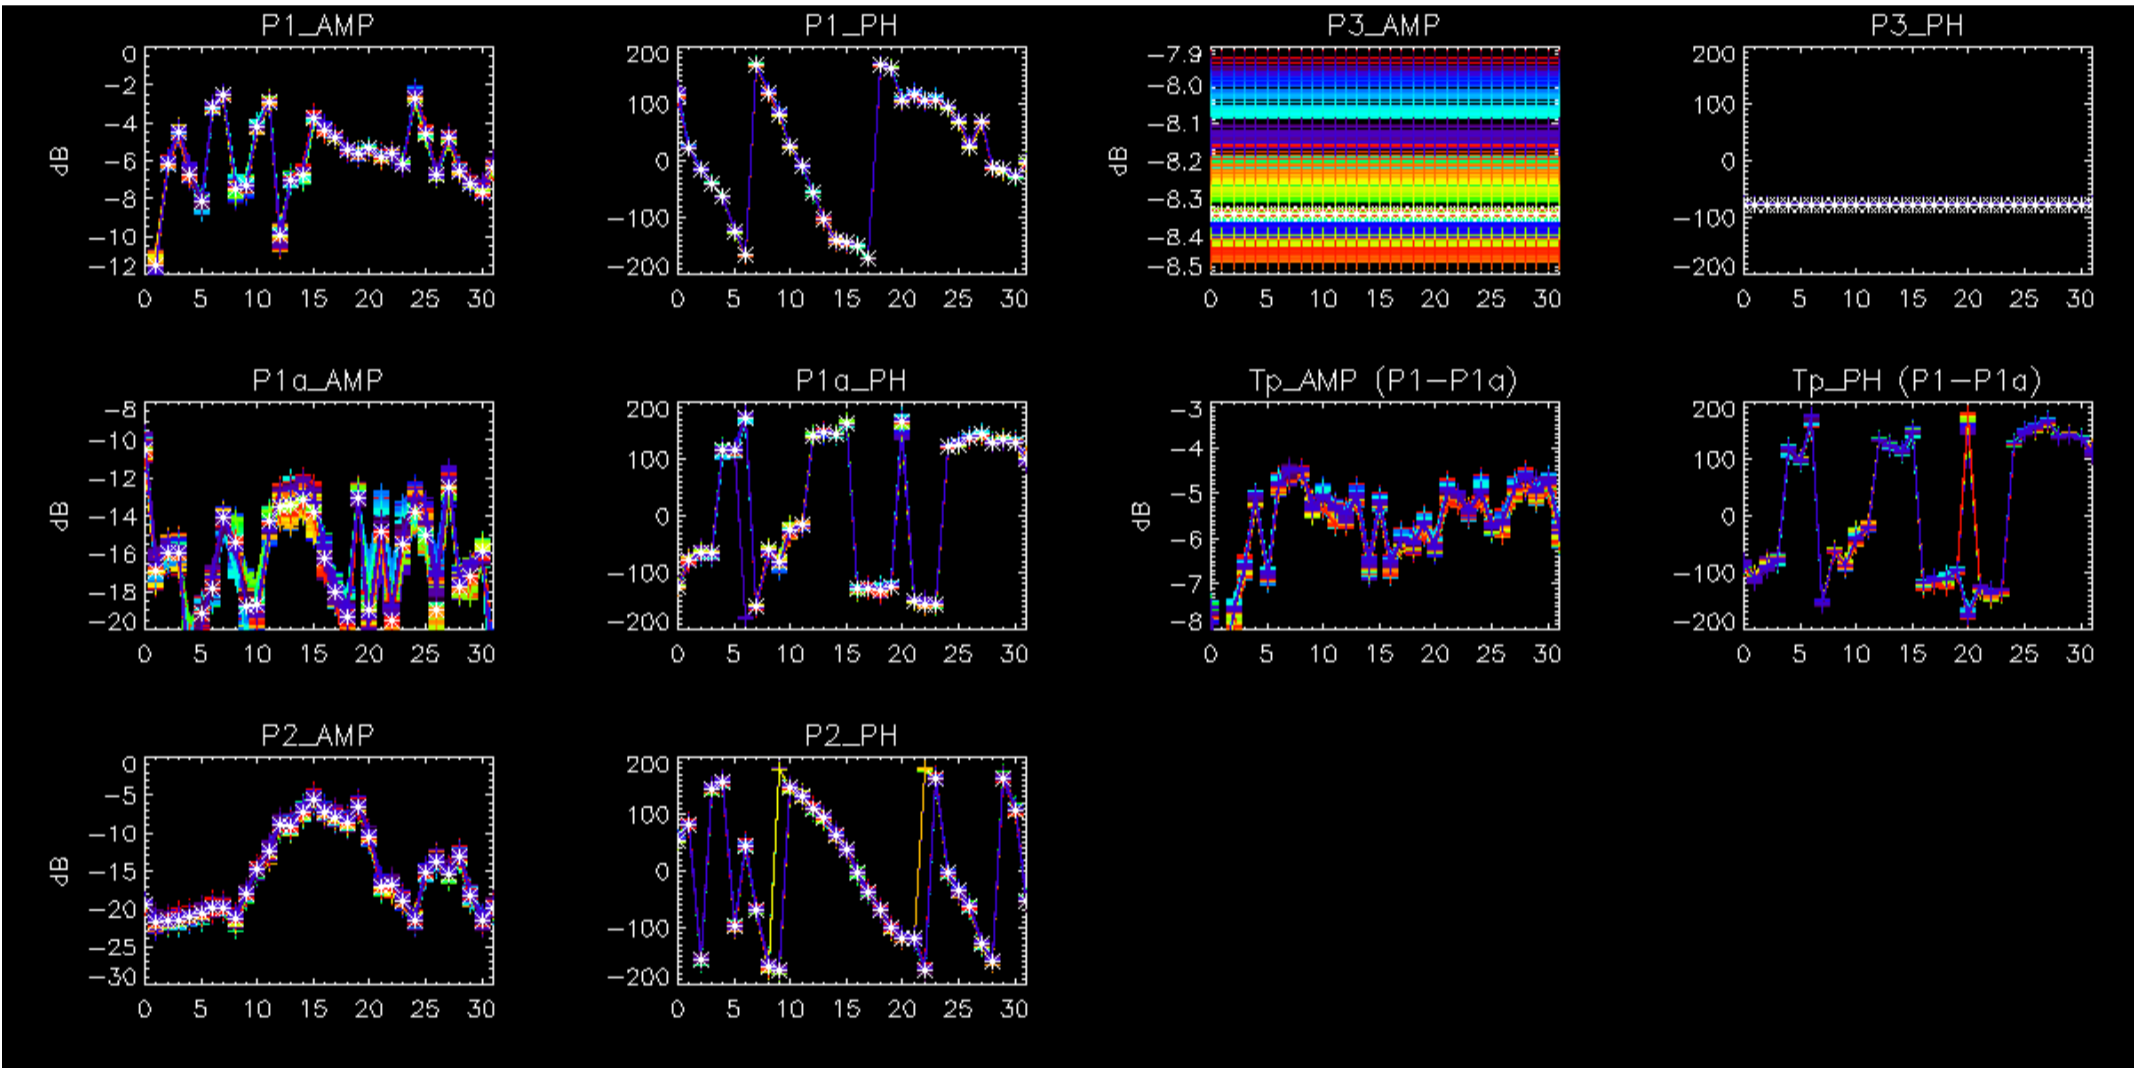 P1_AMP
P1_PH
P3_AMP
P3_PH
dB
0
-2
-4
-6
-8
-10
-12
0 5 10 15 20 25 30
200
100
0
-100
-200
0 5 10 15 20 25 30
dB
-7.9
-8.0
-8.1
-8.2
-8.3
-8.4
-8.5
0 5 10 15 20 25 30
200
100
0
-100
-200
0 5 10 15 20 25 30
P1a_AMP
P1a_PH
Tp_AMP (P1-P1a)
Tp_PH (P1-P1a)
dB
-8
-10
-12
-14
-16
-18
-20
0 5 10 15 20 25 30
200
100
0
-100
-200
0 5 10 15 20 25 30
dB
-3
-4
-5
-6
-7
-8
0 5 10 15 20 25 30
200
100
0
-100
-200
0 5 10 15 20 25 30
P2_AMP
P2_PH
dB
0
-5
-10
-15
-20
-25
-30
0 5 10 15 20 25 30
200
100
0
-100
-200
0 5 10 15 20 25 30